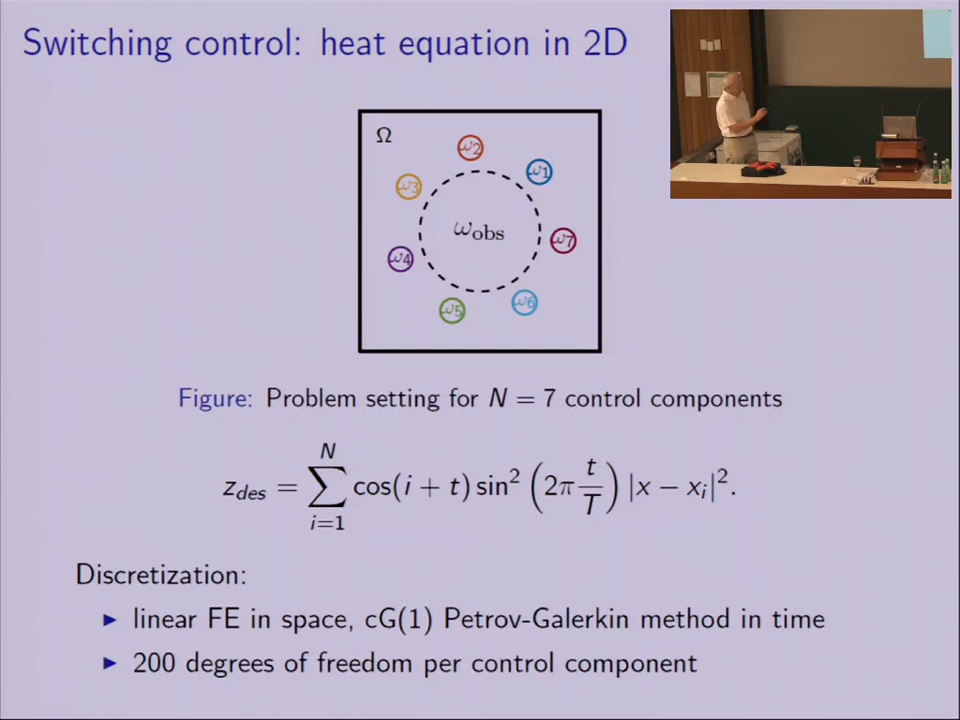 Switching control: heat equation in 2D
Ω
ω2
ω1
ω3
ωobs
ω7
ω4
ω6
ω5
Figure: Problem setting for N = 7 control components
z_des = \sum_{i=1}^{N} cos(i + t) sin² (2π t/T) |x − x_i|².
Discretization:
► linear FE in space, cG(1) Petrov-Galerkin method in time
► 200 degrees of freedom per control component